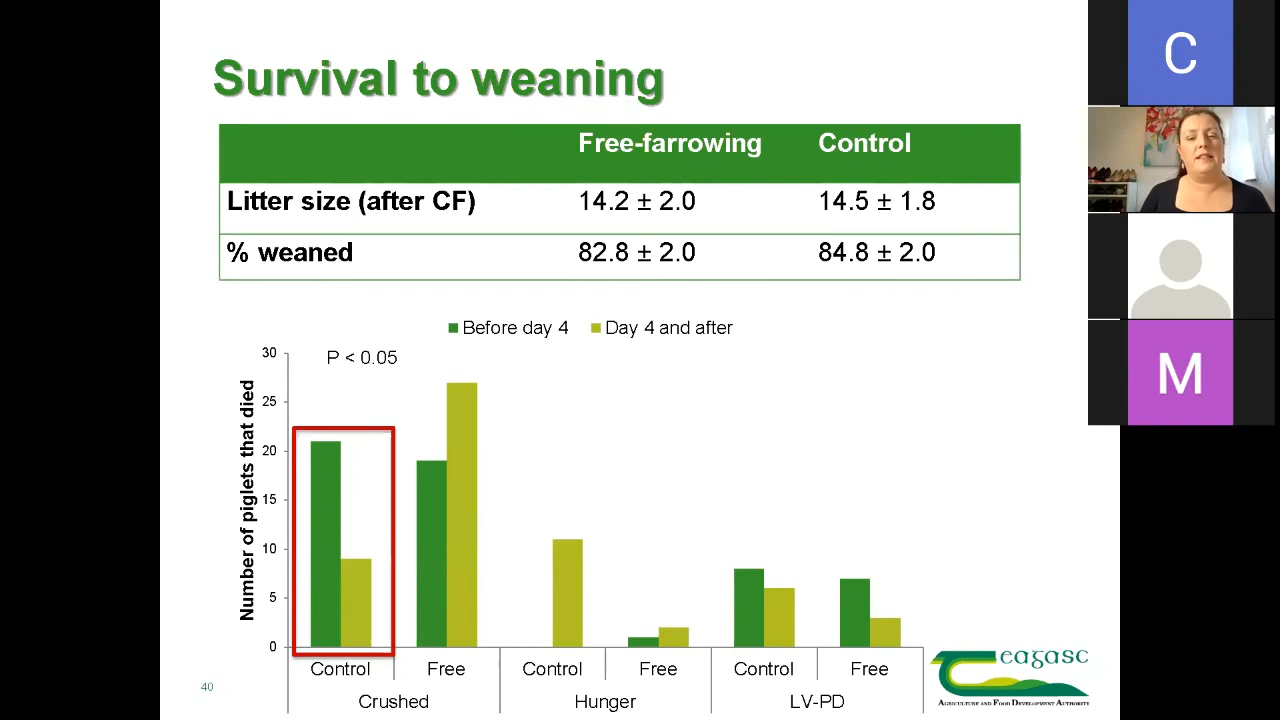 Survival to weaning
Free-farrowing Control
Litter size (after CF) 14.2 ± 2.0 14.5 ± 1.8
% weaned 82.8 ± 2.0 84.8 ± 2.0
Before day 4 Day 4 and after
P < 0.05
Number of piglets that died
30
25
20
15
10
5
0
Control Free Control Free Control Free
Crushed Hunger LV-PD
40
eagasc
Agriculture and Food Development Authority
C
M